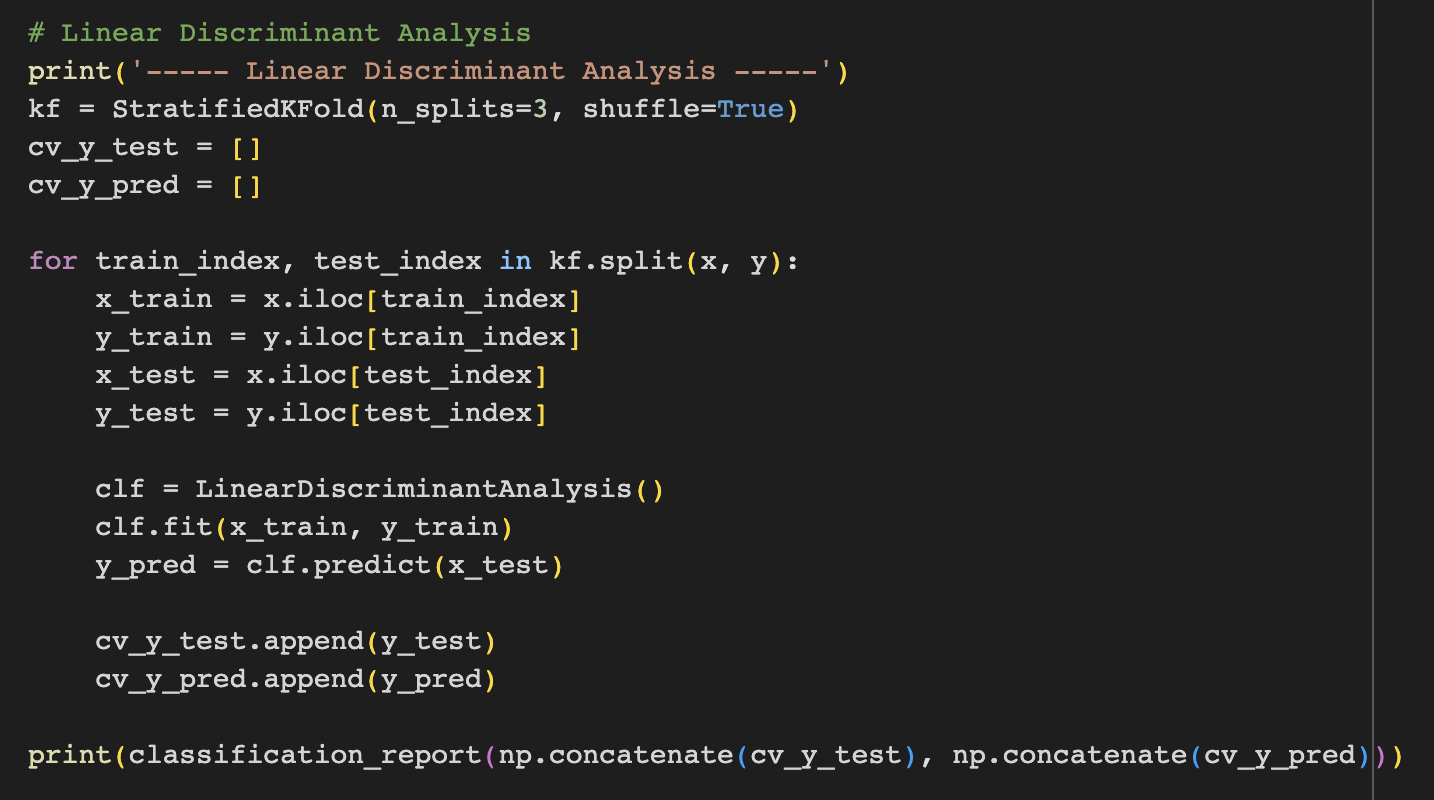 # Linear Discriminant Analysis
print('----- Linear Discriminant Analysis -----')
kf = StratifiedKFold(n_splits=3, shuffle=True)
cv_y_test = []
cv_y_pred = []

for train_index, test_index in kf.split(x, y):
    x_train = x.iloc[train_index]
    y_train = y.iloc[train_index]
    x_test = x.iloc[test_index]
    y_test = y.iloc[test_index]

    clf = LinearDiscriminantAnalysis()
    clf.fit(x_train, y_train)
    y_pred = clf.predict(x_test)

    cv_y_test.append(y_test)
    cv_y_pred.append(y_pred)

print(classification_report(np.concatenate(cv_y_test), np.concatenate(cv_y_pred)))